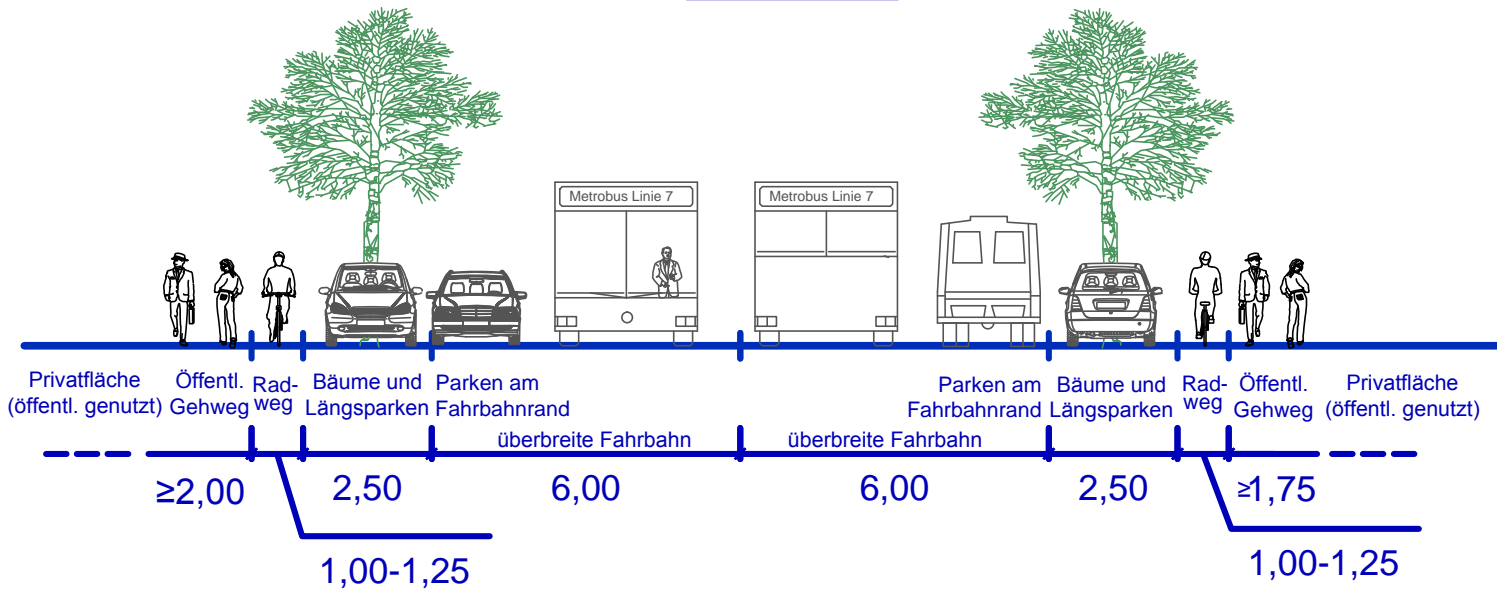 Metrobus Linie 7
Metrobus Linie 7
Privatfläche
(öffentl. genutzt)
Öffentl.
Gehweg
Rad-
weg
Bäume und
Längsparken
Parken am
Fahrbahnrand
überbreite Fahrbahn
Parken am
Fahrbahnrand
überbreite Fahrbahn
Bäume und
Längsparken
Rad-
weg
Öffentl.
Gehweg
Privatfläche
(öffentl. genutzt)
≥2,00
2,50
6,00
6,00
2,50
≥1,75
1,00-1,25
1,00-1,25